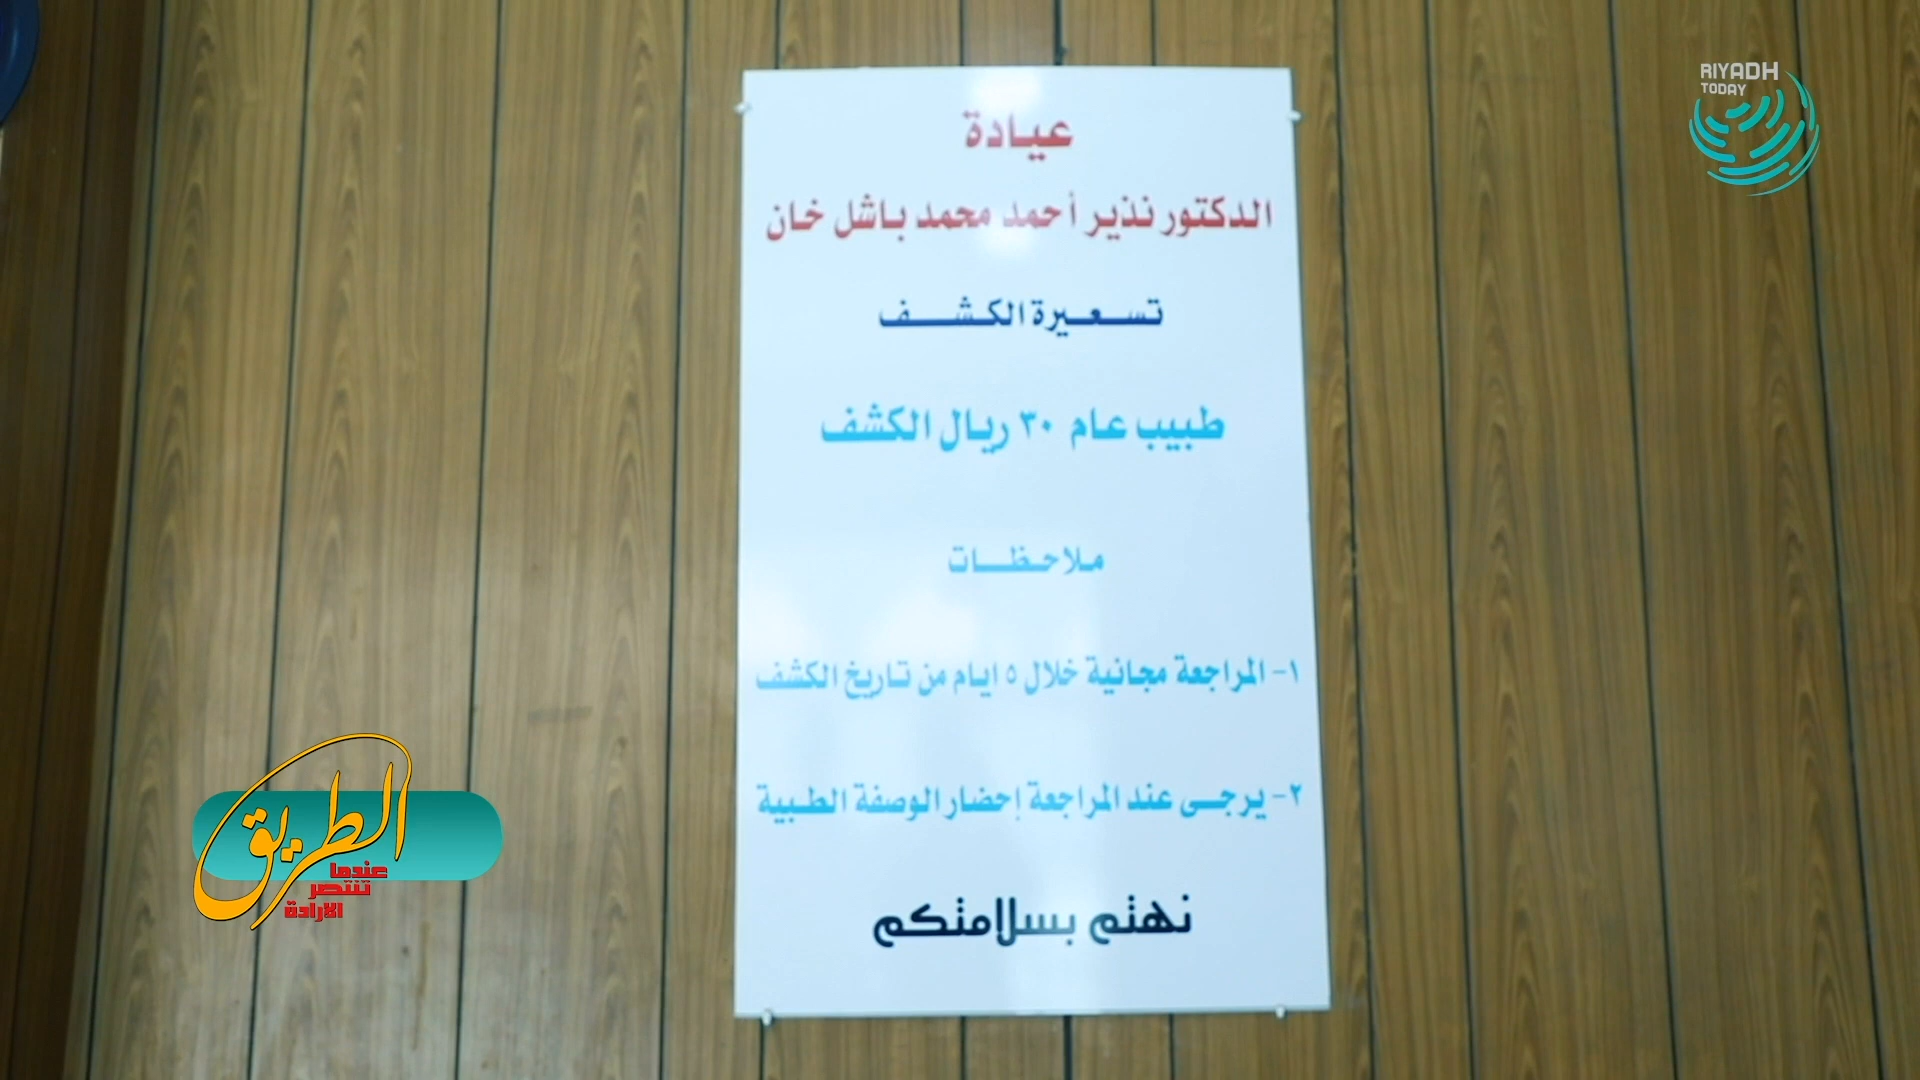 RIYADH
TODAY
عيادة
الدكتور نذير أحمد محمد باشل خان
تسعيرة الكشف
طبيب عام ٣٠ ريال الكشف
ملاحظات
١- المراجعة مجانية خلال ٥ ايام من تاريخ الكشف
٢- يرجى عند المراجعة إحضار الوصفة الطبية
نهتم بسلامتكم
الطريق
عندما
تنتصر
الارادة